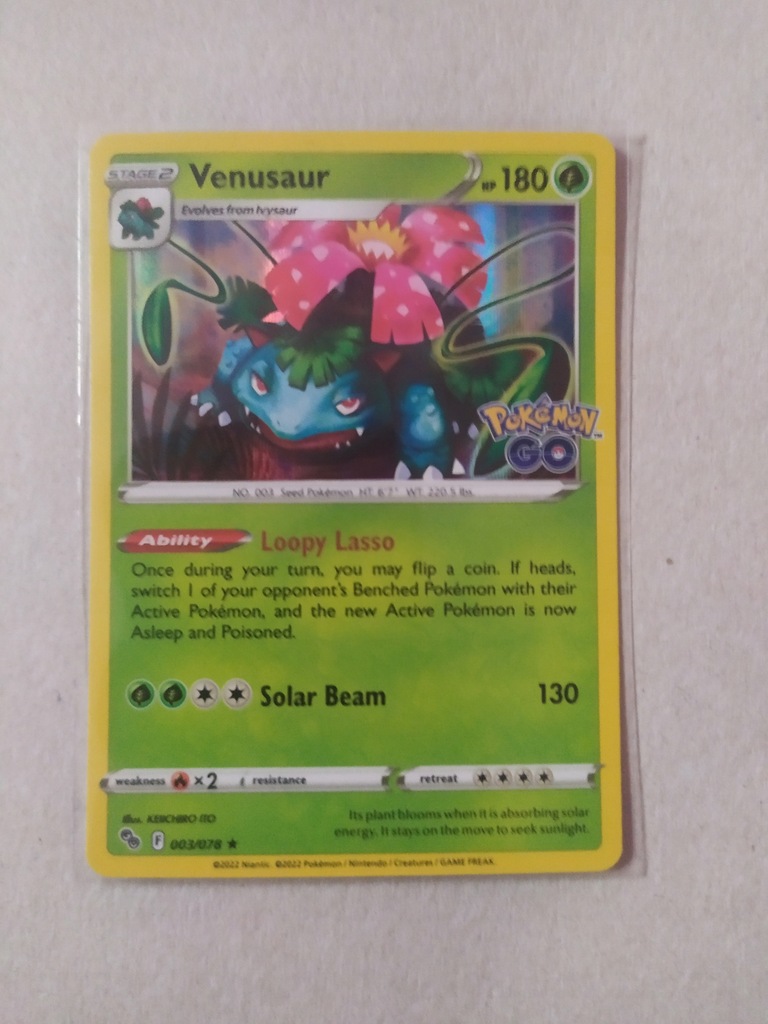 STAGE 2 Venusaur HP 180
Evolves from Ivysaur
POKÉMON
GO
NO. 003 Seed Pokémon HT: 6'7" WT: 220.5 lbs.
Ability Loopy Lasso
Once during your turn, you may flip a coin. If heads,
switch 1 of your opponent's Benched Pokémon with their
Active Pokémon, and the new Active Pokémon is now
Asleep and Poisoned.
Solar Beam 130
weakness ×2 resistance retreat
Illus. KEIICHIRO ITO
Its plant blooms when it is absorbing solar
energy. It stays on the move to seek sunlight.
F 003/078 ★
©2022 Niantic. ©2022 Pokémon / Nintendo / Creatures / GAME FREAK